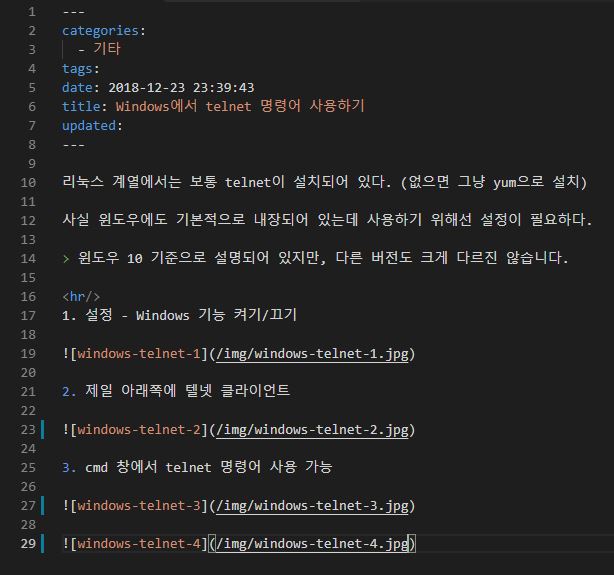 1 ---
2 categories:
3 - 기타
4 tags:
5 date: 2018-12-23 23:39:43
6 title: Windows에서 telnet 명령어 사용하기
7 updated:
8 ---
9
10 리눅스 계열에서는 보통 telnet이 설치되어 있다. (없으면 그냥 yum으로 설치)
11
12 사실 윈도우에도 기본적으로 내장되어 있는데 사용하기 위해선 설정이 필요하다.
13
14 > 윈도우 10 기준으로 설명되어 있지만, 다른 버전도 크게 다르진 않습니다.
15
16 <hr/>
17 1. 설정 - Windows 기능 켜기/끄기
18
19 ![windows-telnet-1](/img/windows-telnet-1.jpg)
20
21 2. 제일 아래쪽에 텔넷 클라이언트
22
23 ![windows-telnet-2](/img/windows-telnet-2.jpg)
24
25 3. cmd 창에서 telnet 명령어 사용 가능
26
27 ![windows-telnet-3](/img/windows-telnet-3.jpg)
28
29 ![windows-telnet-4](/img/windows-telnet-4.jpg)